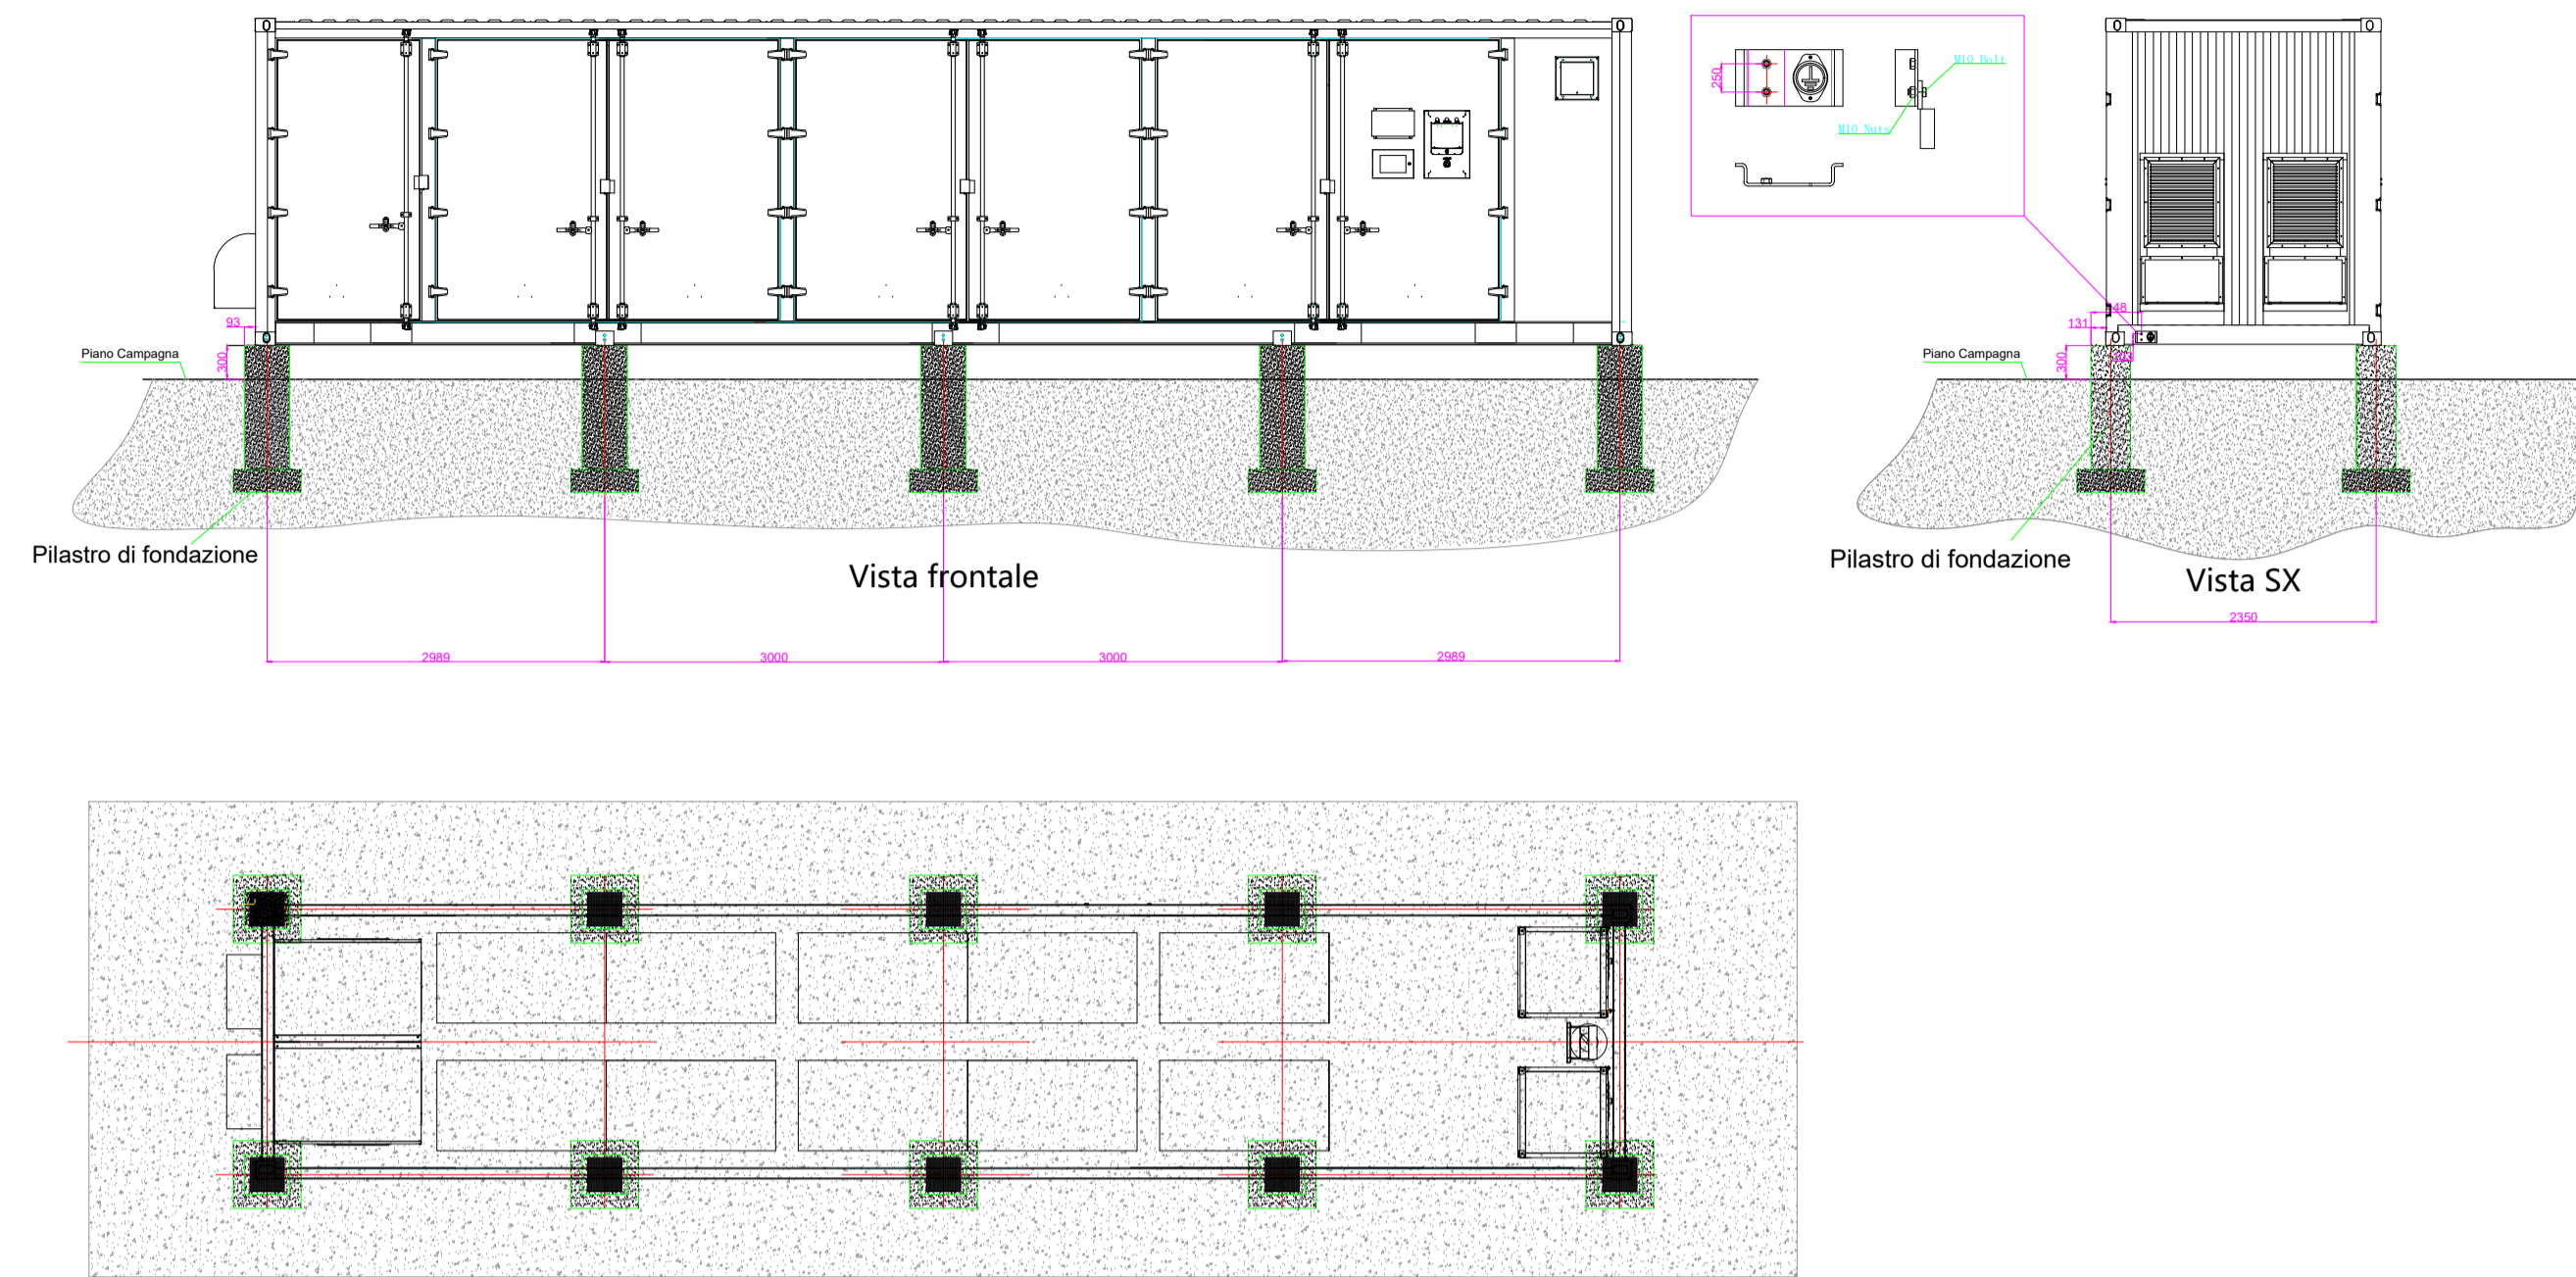 250
M10 Bolt
M10 Nuts
93
300
Piano Campagna
Pilastro di fondazione
Vista frontale
2989
3000
3000
2989
48
131
300
Piano Campagna
Pilastro di fondazione
Vista SX
2350